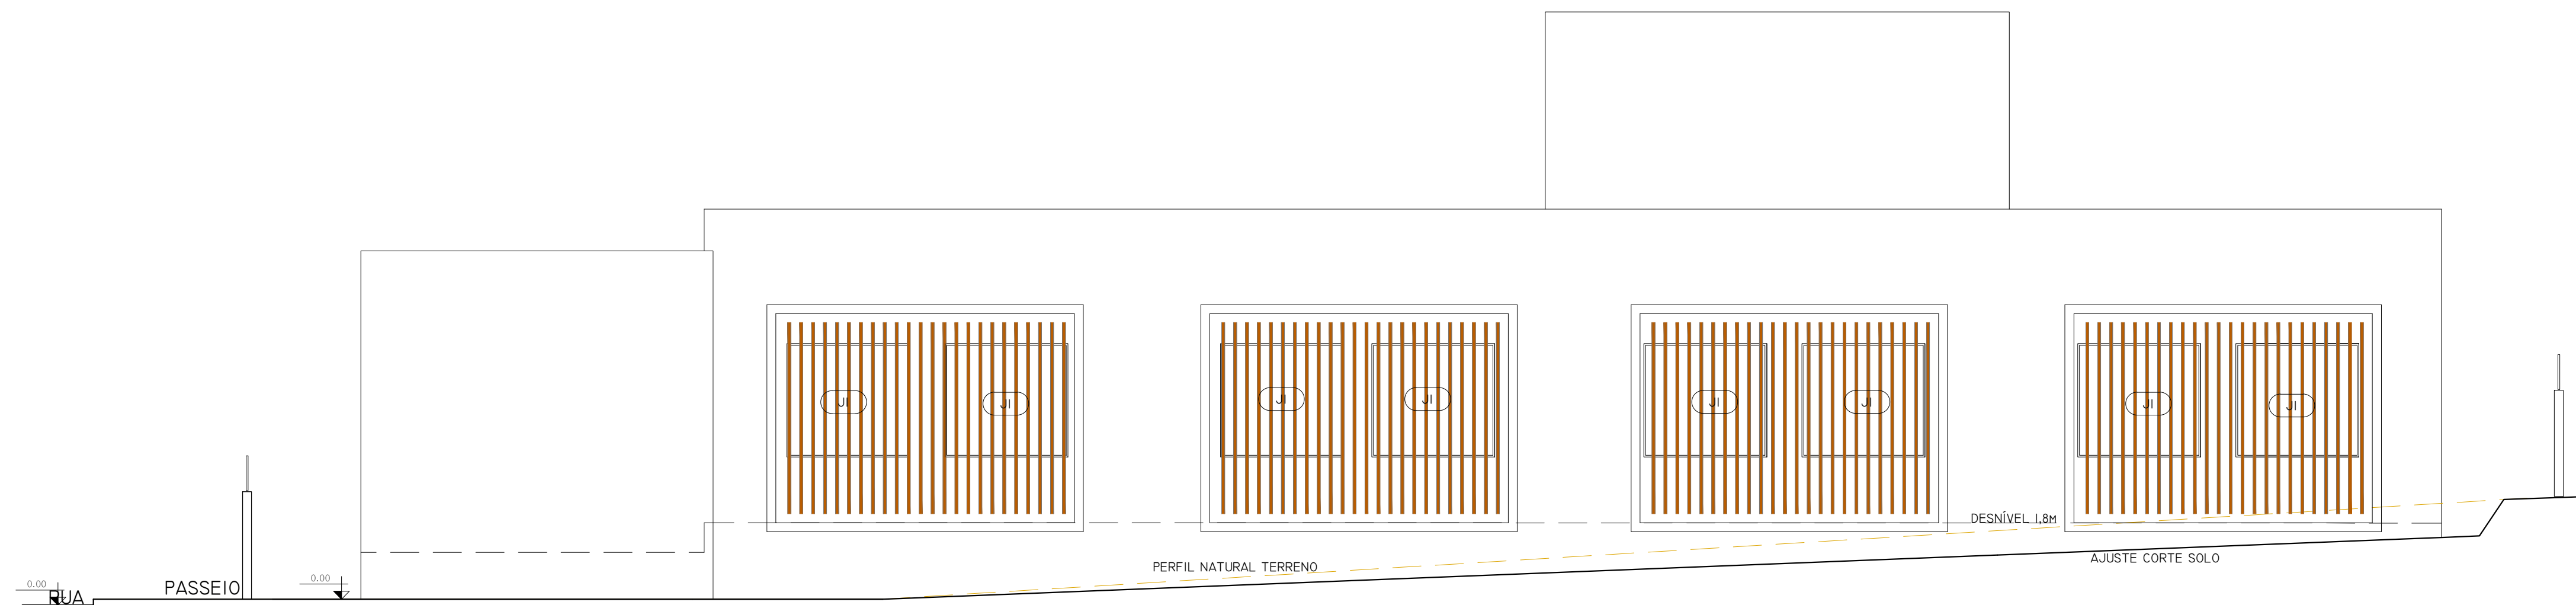 JI
JI
JI
JI
JI
JI
JI
JI
DESNÍVEL 1,8M
AJUSTE CORTE SOLO
PERFIL NATURAL TERRENO
0.00
0.00
PASSEIO
RUA